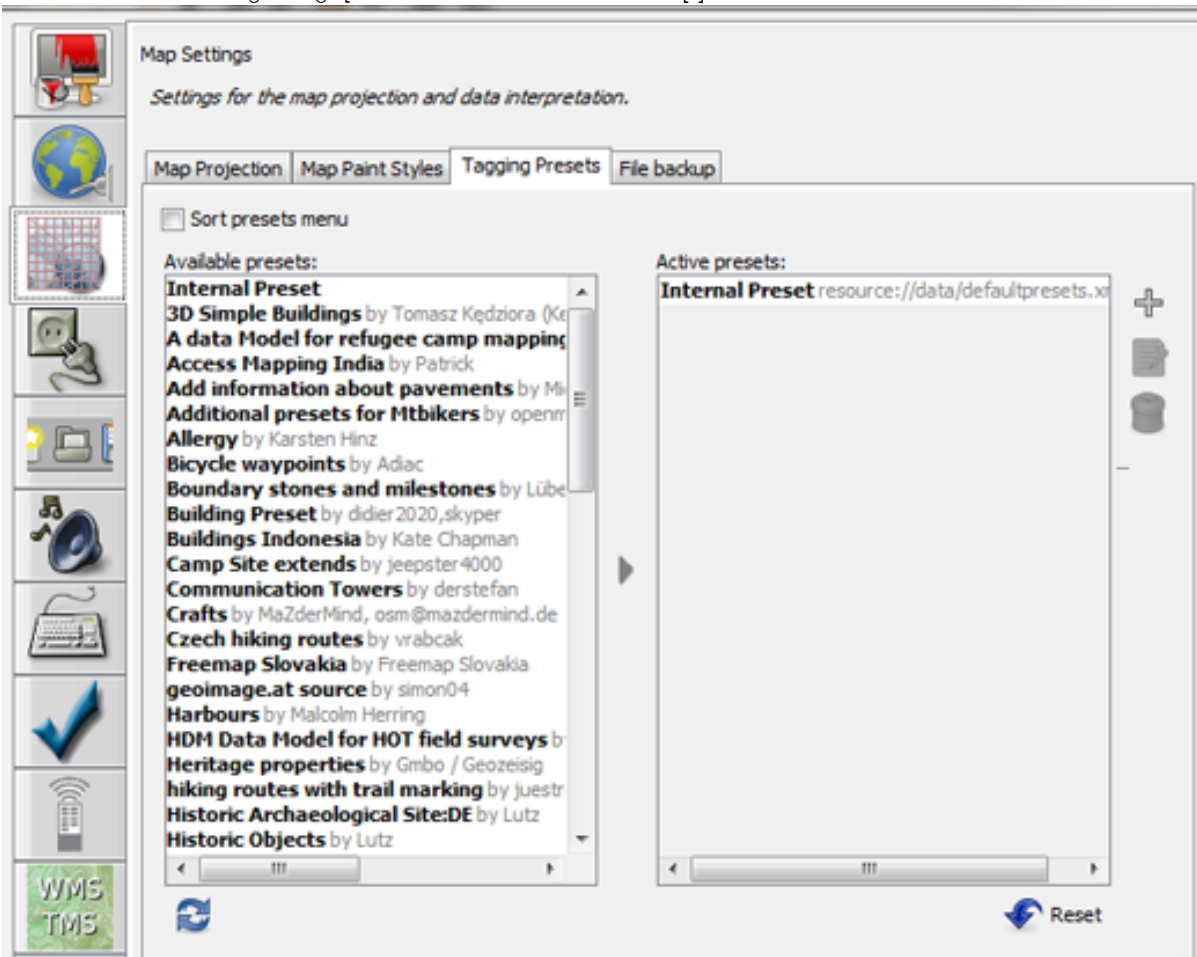 Map Settings
Settings for the map projection and data interpretation.
Map Projection Map Paint Styles Tagging Presets File backup
Sort presets menu
Available presets:
Internal Preset
3D Simple Buildings by Tomasz Kędziora (Ke
A data Model for refugee camp mapping
Access Mapping India by Patrick
Add information about pavements by Mi
Additional presets for Mtbikers by openm
Allergy by Karsten Hinz
Bicycle waypoints by Adiac
Boundary stones and milestones by Lübe
Building Preset by didier2020,skyper
Buildings Indonesia by Kate Chapman
Camp Site extends by jeepster4000
Communication Towers by derstefan
Crafts by MaZderMind, osm@mazdermind.de
Czech hiking routes by vrabcak
Freemap Slovakia by Freemap Slovakia
geoimage.at source by simon04
Harbours by Malcolm Herring
HDM Data Model for HOT field surveys b
Heritage properties by Gmbo / Geozeisig
hiking routes with trail marking by juestr
Historic Archaeological Site:DE by Lutz
Historic Objects by Lutz
Active presets:
Internal Preset resource://data/defaultpresets.x
Reset
WMS
TMS